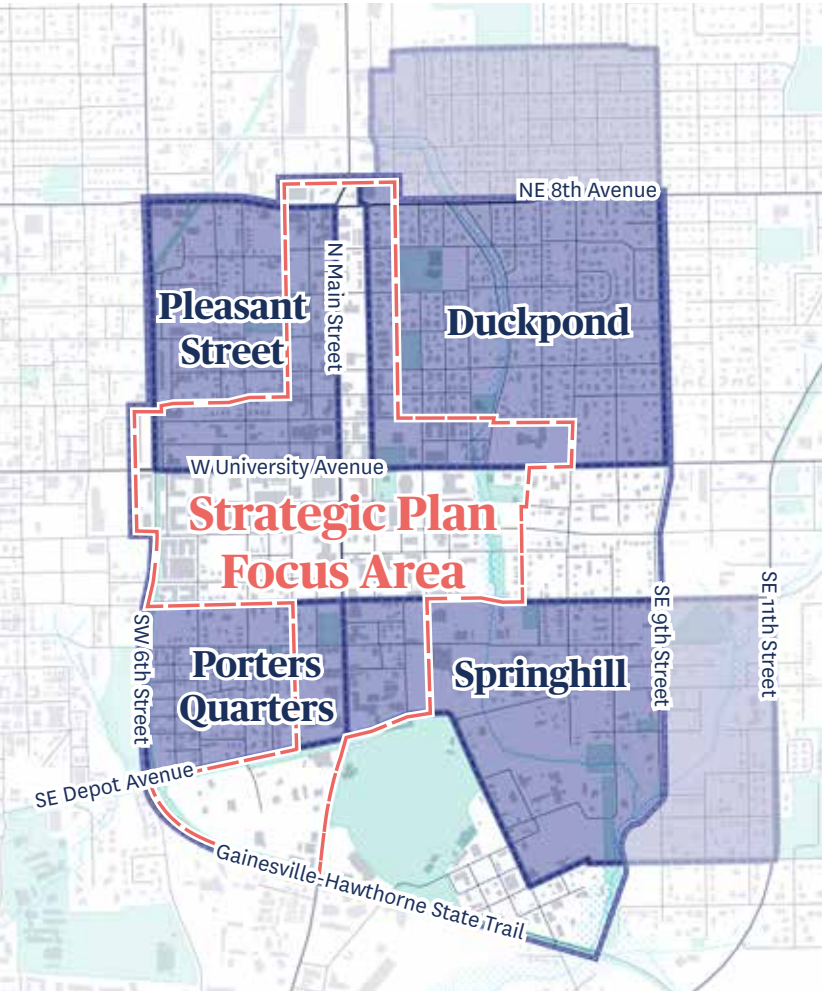 NE 8th Avenue
N Main Street
Pleasant
Street
Duckpond
W University Avenue
Strategic Plan
Focus Area
SE 9th Street
SE 11th Street
SW 6th Street
Porters
Quarters
Springhill
SE Depot Avenue
Gainesville-Hawthorne State Trail